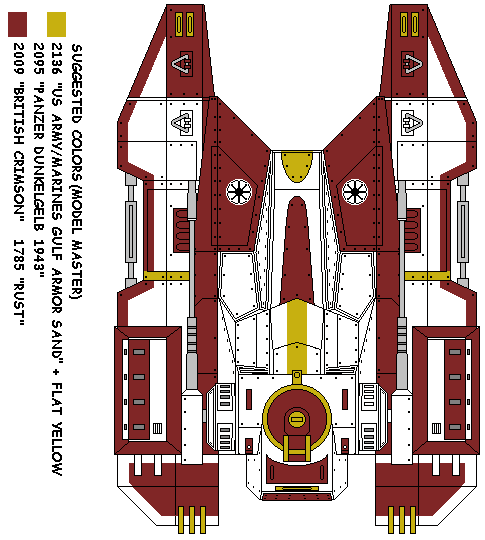 SUGGESTED COLORS (MODEL MASTER)
2136 "US ARMY/MARINES GULF ARMOR SAND" + FLAT YELLOW
2095 "PANZER DUNKELGELB 1943"
2009 "BRITISH CRIMSON" 1785 "RUST"